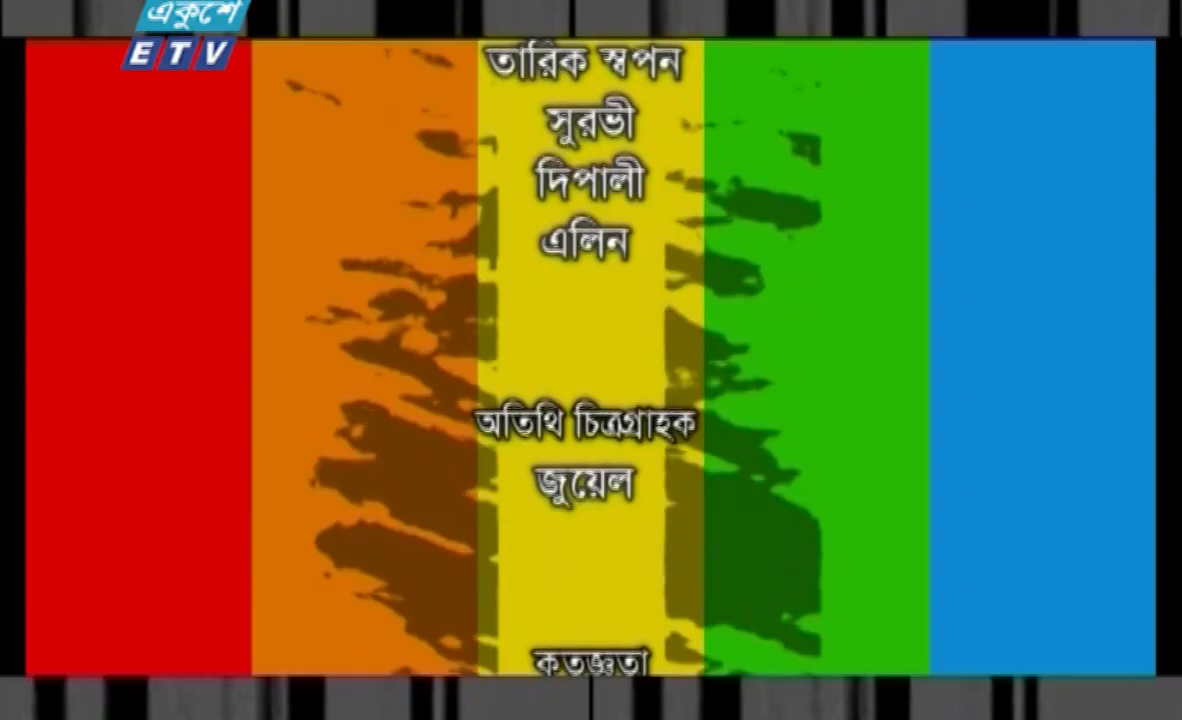 একুশে
ETV
তারিক স্বপন
সুরভী
দিপালী
এলিন
অতিথি চিত্রগ্রাহক
জুয়েল
কৃতজ্ঞতা